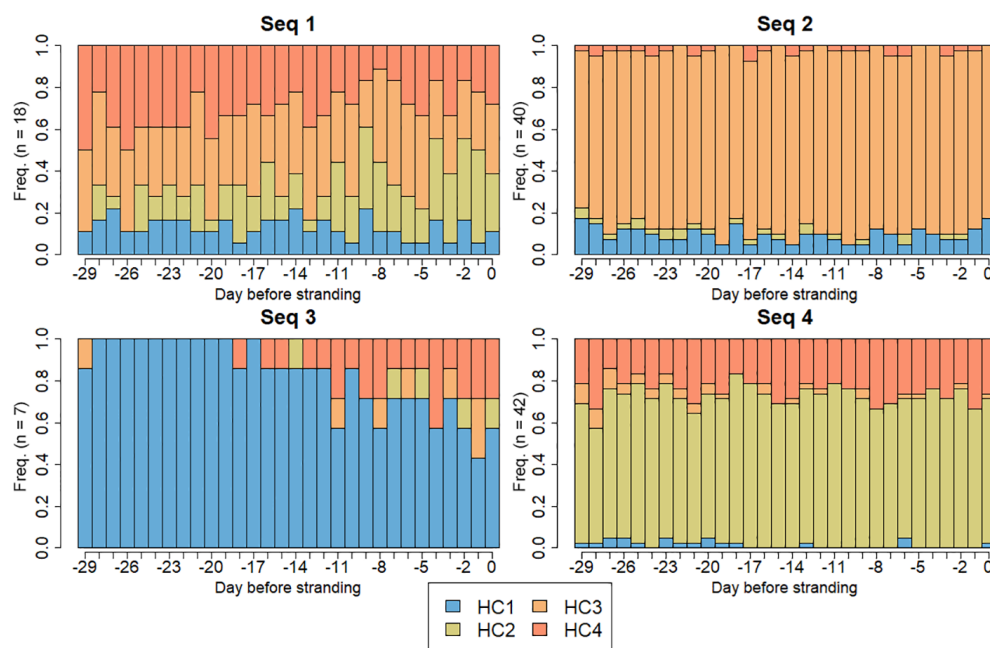 Seq 1
Freq. (n = 18)
0.0 0.2 0.4 0.6 0.8 1.0
-29 -26 -23 -20 -17 -14 -11 -8 -5 -2 0
Day before stranding
Seq 2
Freq. (n = 40)
0.0 0.2 0.4 0.6 0.8 1.0
-29 -26 -23 -20 -17 -14 -11 -8 -5 -2 0
Day before stranding
Seq 3
Freq. (n = 7)
0.0 0.2 0.4 0.6 0.8 1.0
-29 -26 -23 -20 -17 -14 -11 -8 -5 -2 0
Day before stranding
Seq 4
Freq. (n = 42)
0.0 0.2 0.4 0.6 0.8 1.0
-29 -26 -23 -20 -17 -14 -11 -8 -5 -2 0
Day before stranding
HC1 HC3
HC2 HC4